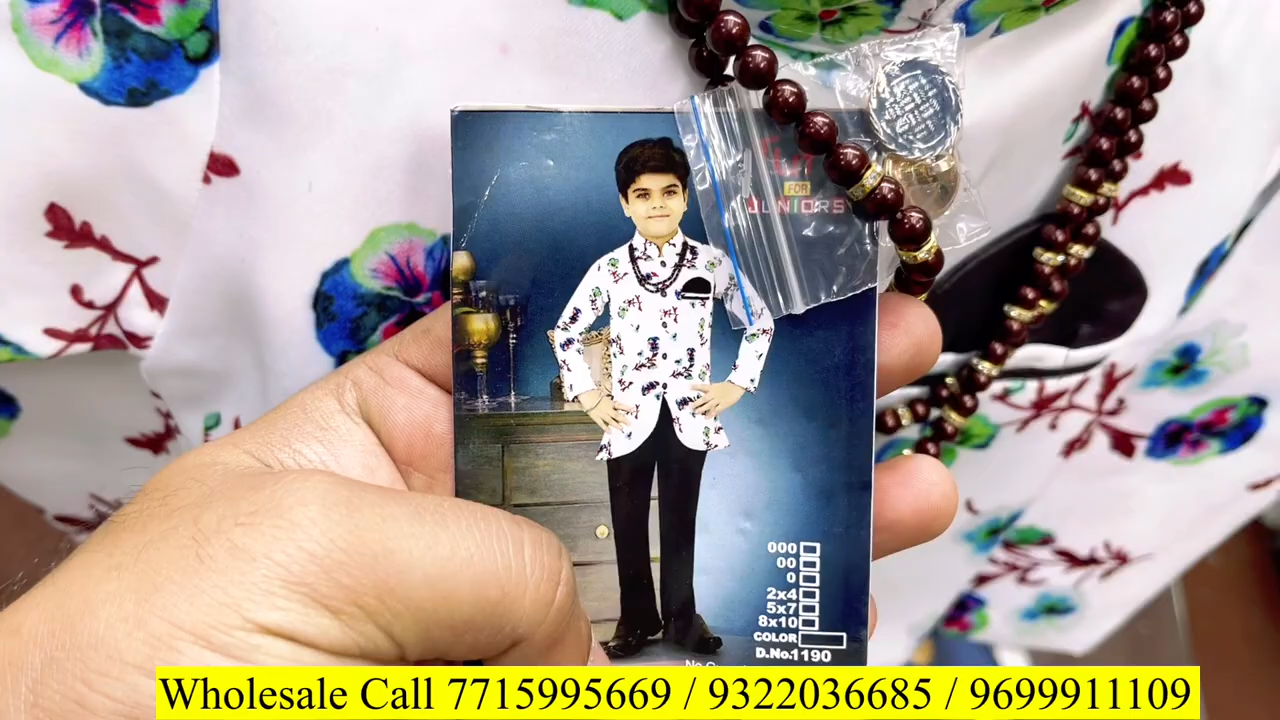 FOR
JUNIORS
000
00
0
2x4
5x7
8x10
COLOR
D.No.1190
Wholesale Call 7715995669 / 9322036685 / 9699911109